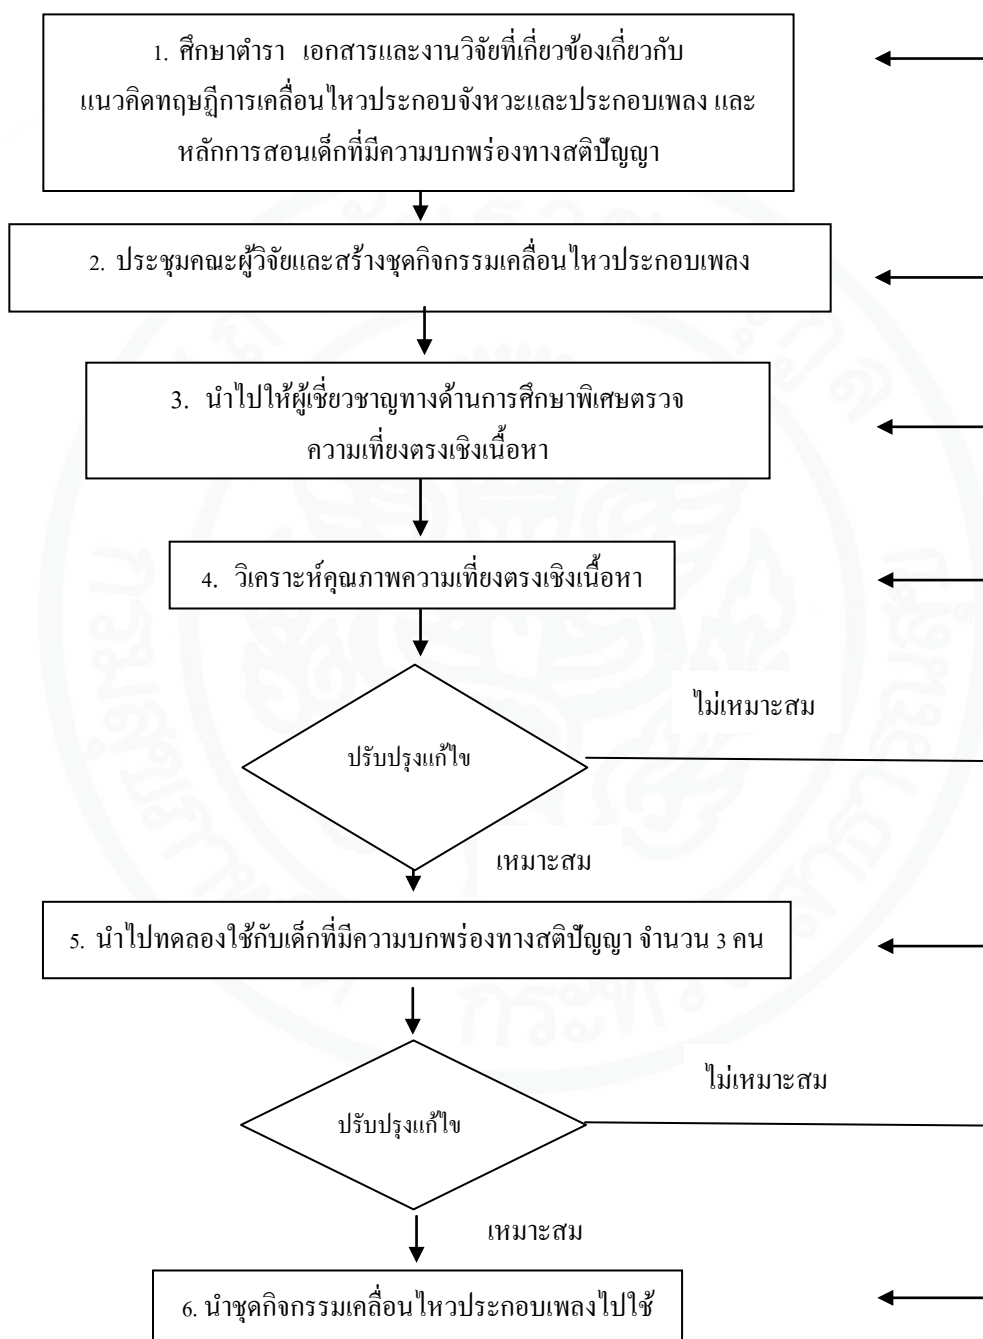 1. ศึกษาตำรา เอกสารและงานวิจัยที่เกี่ยวข้องเกี่ยวกับ
แนวคิดทฤษฎีการเคลื่อนไหวประกอบจังหวะและประกอบเพลง และ
หลักการสอนเด็กที่มีความบกพร่องทางสติปัญญา
2. ประชุมคณะผู้วิจัยและสร้างชุดกิจกรรมเคลื่อนไหวประกอบเพลง
3. นำไปให้ผู้เชี่ยวชาญทางด้านการศึกษาพิเศษตรวจ
ความเที่ยงตรงเชิงเนื้อหา
4. วิเคราะห์คุณภาพความเที่ยงตรงเชิงเนื้อหา
ไม่เหมาะสม
ปรับปรุงแก้ไข
เหมาะสม
5. นำไปทดลองใช้กับเด็กที่มีความบกพร่องทางสติปัญญา จำนวน 3 คน
ไม่เหมาะสม
ปรับปรุงแก้ไข
เหมาะสม
6. นำชุดกิจกรรมเคลื่อนไหวประกอบเพลงไปใช้